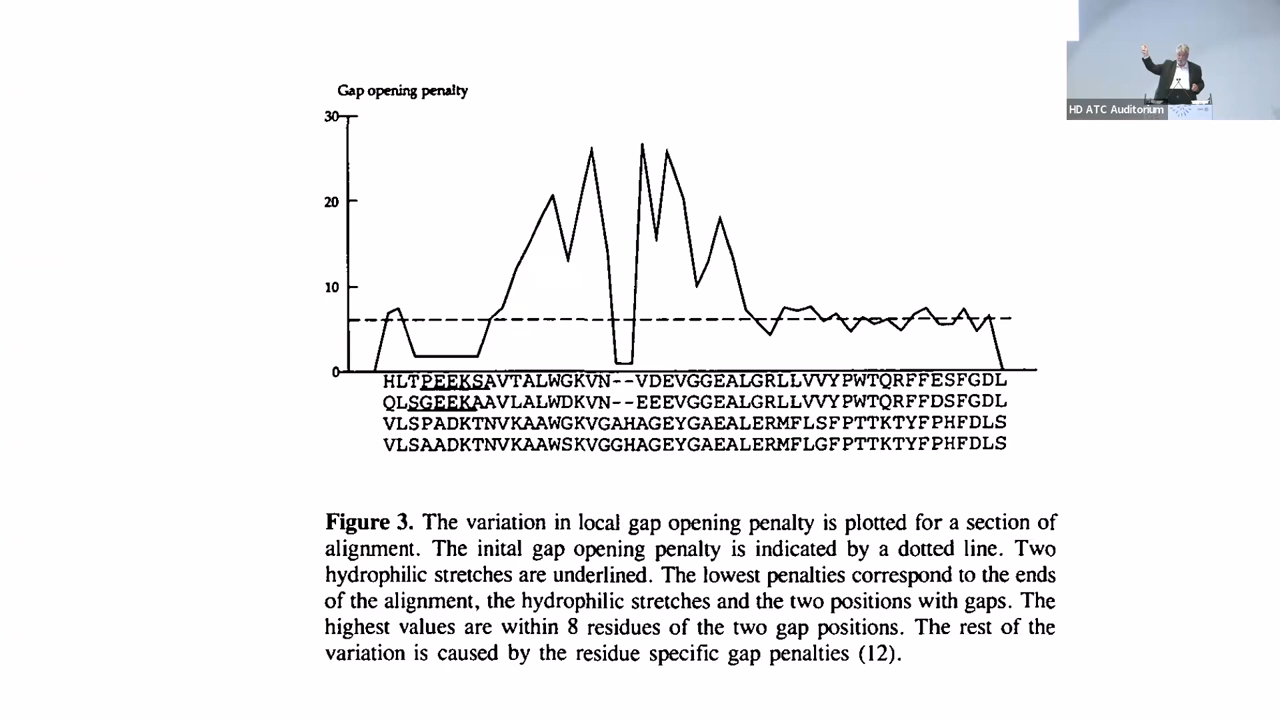 HD ATC Auditorium
Gap opening penalty
30
20
10
0
HLTPEEKSAVTALWGKVN--VDEVGGEALGRLLVVYPWTQRFFESFGDL
QLSGEEKAAVLALWDKVN--EEEVGGEALGRLLVVYPWTQRFFDSFGDL
VLSPADKTNVKAAWGKVGAHAGEYGAEALERMFLSFPTTKTYFPHFDLS
VLSAADKTNVKAAWSKVGGHAGEYGAEALERMFLGFPTTKTYFPHFDLS
Figure 3. The variation in local gap opening penalty is plotted for a section of
alignment. The inital gap opening penalty is indicated by a dotted line. Two
hydrophilic stretches are underlined. The lowest penalties correspond to the ends
of the alignment, the hydrophilic stretches and the two positions with gaps. The
highest values are within 8 residues of the two gap positions. The rest of the
variation is caused by the residue specific gap penalties (12).